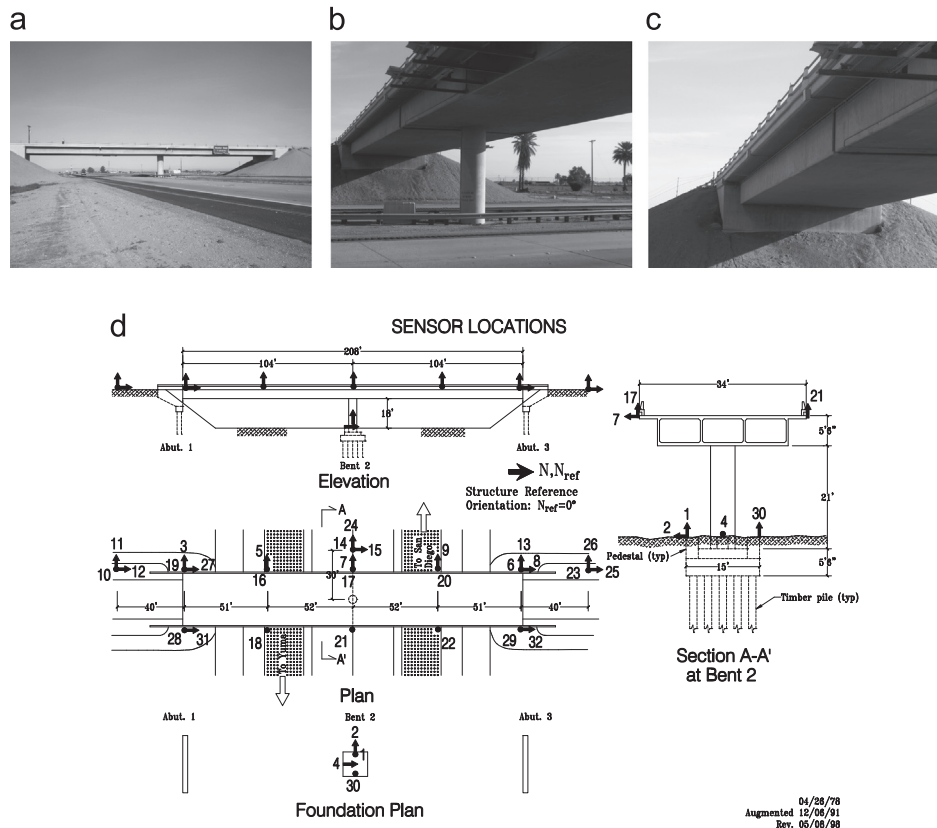 a
b
c
d
SENSOR LOCATIONS
208'
104' 104'
18'
Abut. 1
Bent 2
Abut. 3
Elevation
N,Nref
Structure Reference
Orientation: Nref=0°
34'
17 21
7
5'6"
21'
1 4 30
2
Pedestal (typ)
15'
5'6"
Timber pile (typ)
Section A-A'
at Bent 2
A
24
11 3 5 14 15 To San Diego 9 13 26
10 12 19 27 16 7 30' 20 6 8 23 25
17
40' 51' 52' 52' 51' 40'
28 31 18 To Yuma 21 A' 22 29 32
Plan
Abut. 1
Bent 2
Abut. 3
2
1
4
30
Foundation Plan
04/26/78
Augmented 12/06/91
Rev. 05/08/98